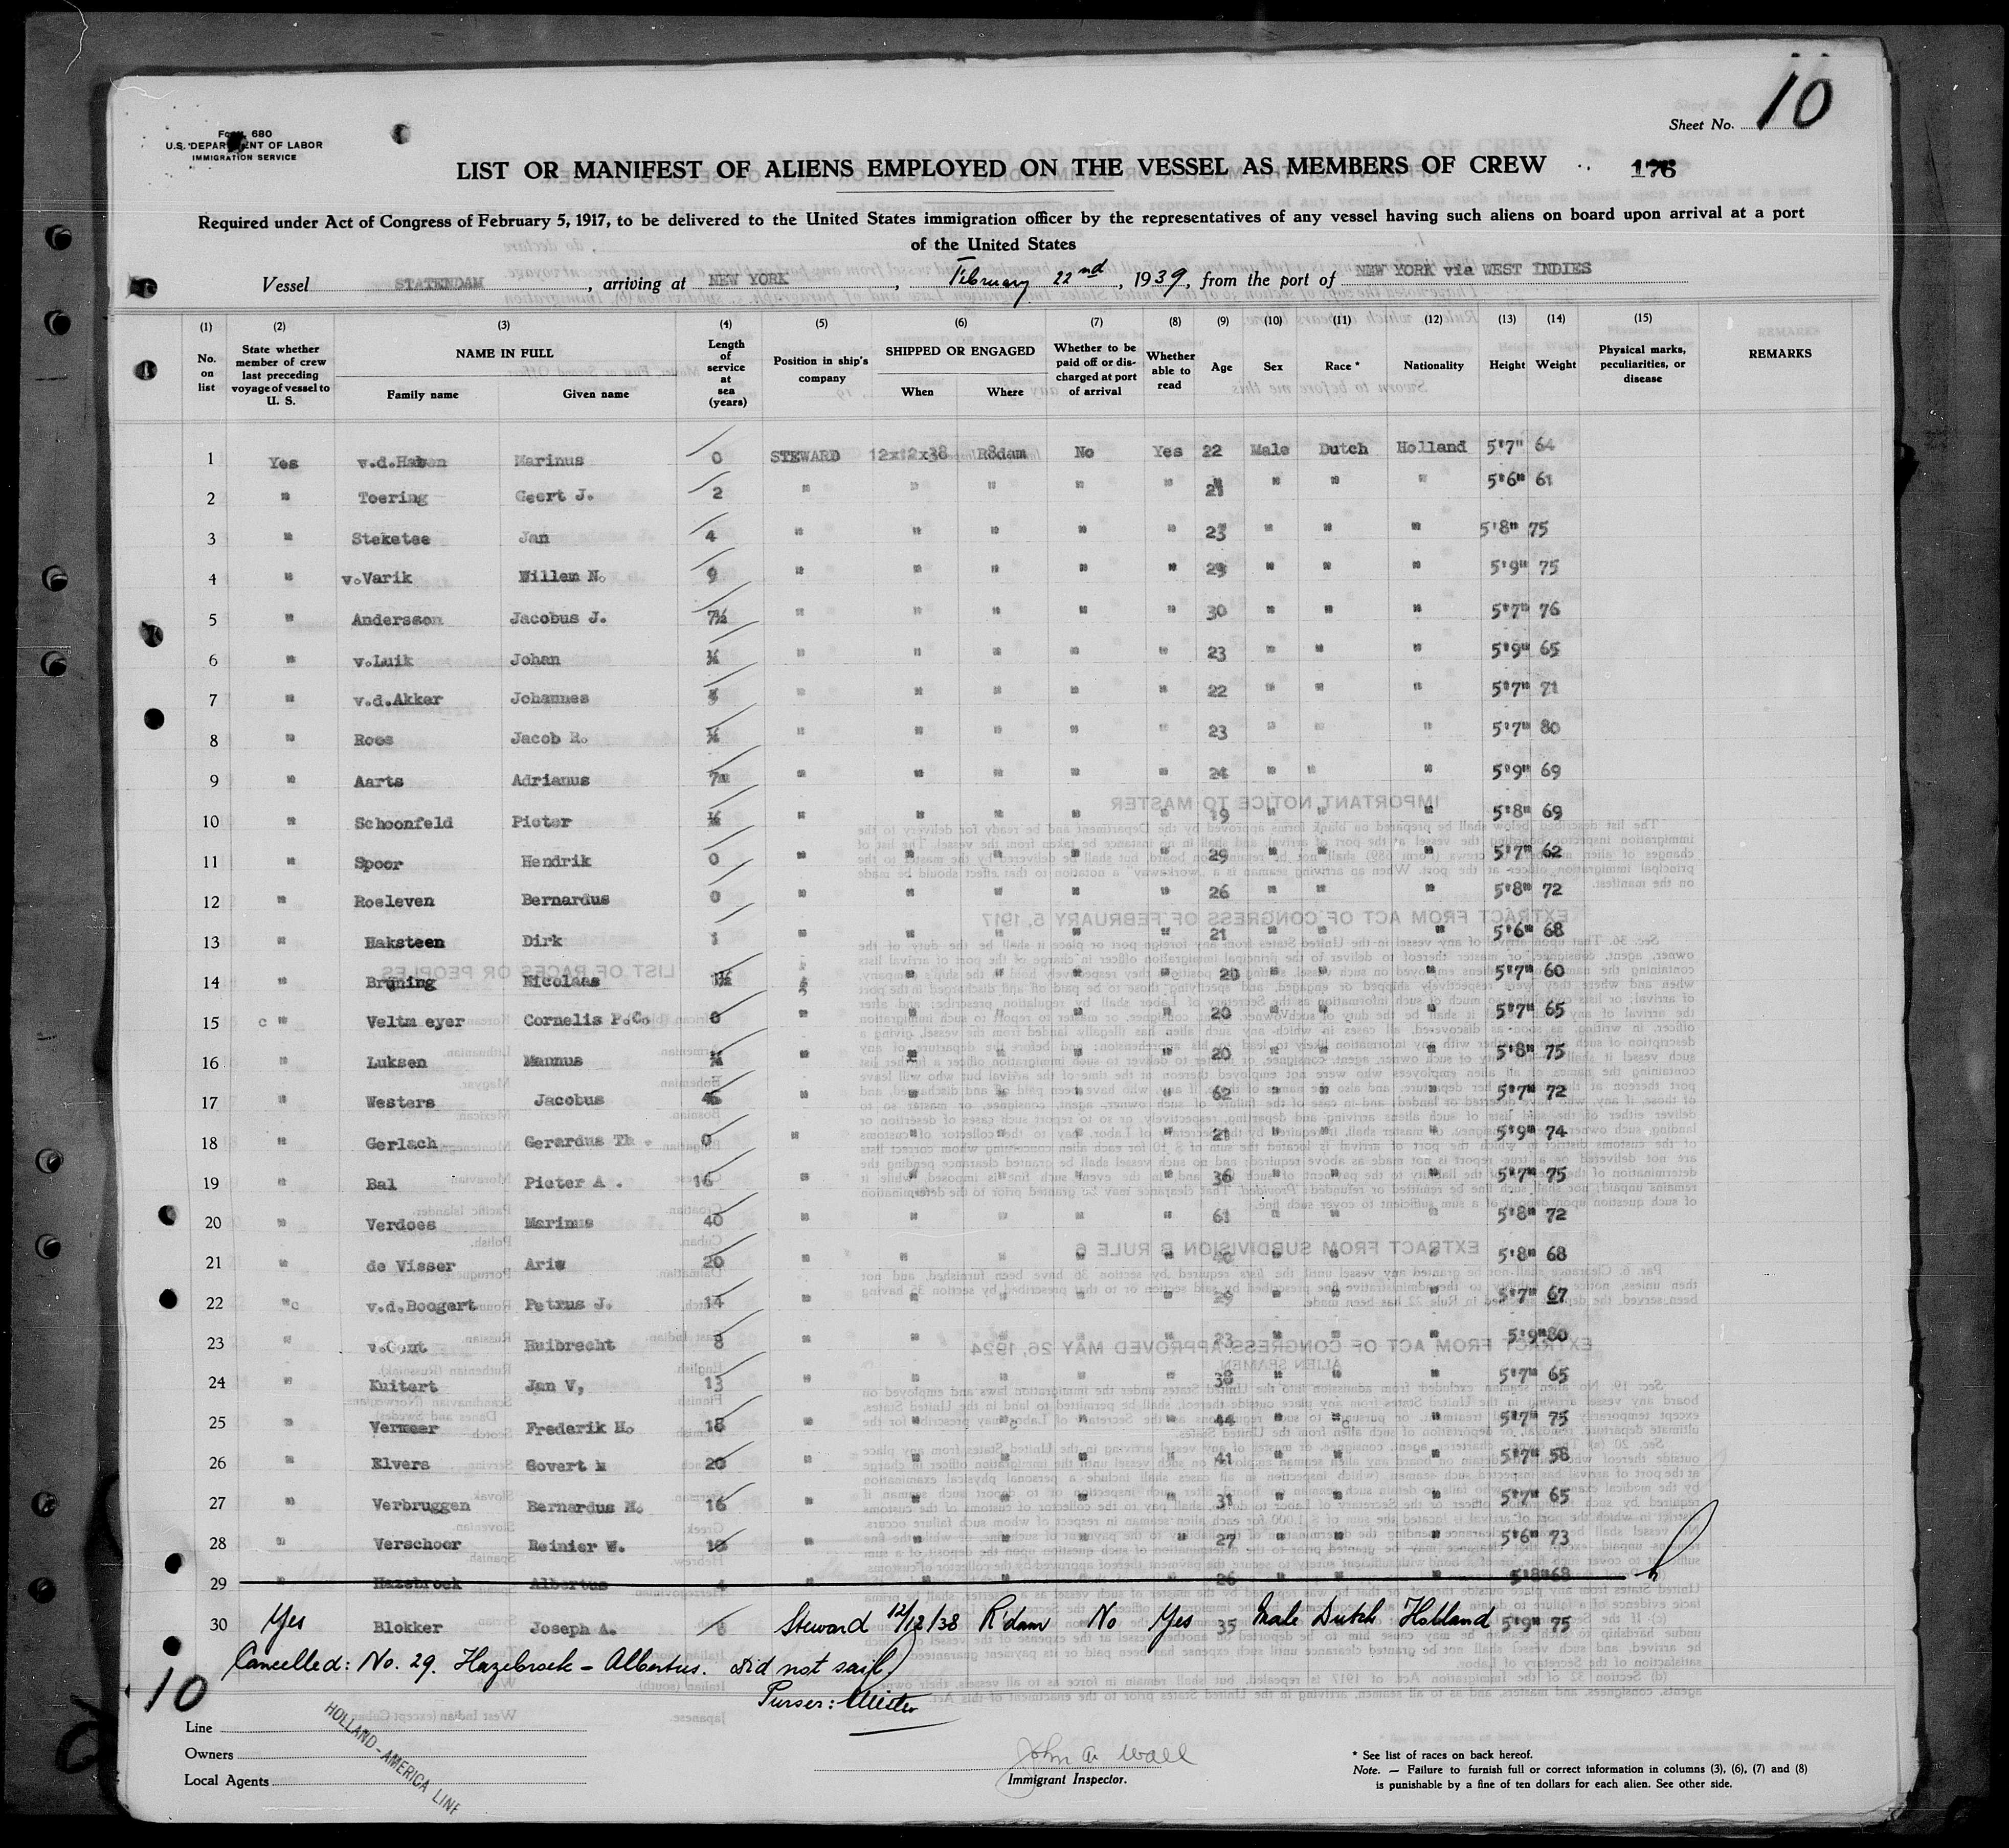 Sheet No. 10
Form 680
U.S. DEPARTMENT OF LABOR
IMMIGRATION SERVICE
LIST OR MANIFEST OF ALIENS EMPLOYED ON THE VESSEL AS MEMBERS OF CREW 176
Required under Act of Congress of February 5, 1917, to be delivered to the United States immigration officer by the representatives of any vessel having such aliens on board upon arrival at a port
of the United States
Vessel STATENDAM, arriving at NEW YORK, February 22nd, 1939, from the port of NEW YORK via WEST INDIES
(1) (2) (3) (4) (5) (6) (7) (8) (9) (10) (11) (12) (13) (14) (15)
No. on list State whether member of crew last preceding voyage of vessel to U. S. NAME IN FULL Family name Given name Length of service at sea (years) Position in ship's company SHIPPED OR ENGAGED When Where Whether to be paid off or discharged at port of arrival Whether able to read Age Sex Race * Nationality Height Weight Physical marks, peculiarities, or disease REMARKS
1 Yes v.d.Haben Marinus 0 STEWARD 12x12x38 R8dam No Yes 22 Male Dutch Holland 5'7" 64
2 " Toering Geert J. 2 " " " " " 21 " " " 5'6" 61
3 " Steketee Jan 4 " " " " " 23 " " " 5'8" 75
4 " v.Varik Willem N. 9 " " " " " 29 " " " 5'9" 75
5 " Andersson Jacobus J. 7½ " " " " " 30 " " " 5'7" 76
6 " v.Luik Johan " " " " " 23 " " " 5'9" 65
7 " v.d.Akker Johannes " " " " " 22 " " " 5'7" 71
8 " Roos Jacob R. " " " " " 23 " " " 5'7" 80
9 " Aarts Adrianus 7m " " " " " 24 " " " 5'9" 69
10 " Schoonfeld Pieter " " " " " 19 " " " 5'8" 69
11 " Spoor Hendrik 0 " " " " " 29 " " " 5'7" 62
12 " Roeleven Bernardus 0 " " " " " 26 " " " 5'8" 72
13 " Haksteen Dirk 1 " " " " " 21 " " " 5'6" 68
14 " Bruning Nicolaas 1½ " " " " " 20 " " " 5'7" 60
15 c " Veltm eyer Cornelis P.C. 0 " " " " " 20 " " " 5'7" 65
16 " Luksen Mannus " " " " " 20 " " " 5'8" 75
17 " Westers Jacobus " " " " " 62 " " " 5'7" 72
18 " Gerlach Gerardus Th . 0 " " " " " 21 " " " 5'9" 74
19 " Bal Pieter A . 16 " " " " " 36 " " " 5'7" 75
20 " Verdoes Marinus 40 " " " " " 61 " " " 5'8" 72
21 " de Visser Arie 20 " " " " " " " " 5'8" 68
22 "c v.d.Boogert Petrus J. 14 " " " " " 29 " " " 5'7" 67
23 " v.Gent Huibrecht 8 " " " " " 23 " " " 5'9" 80
24 " Kuitert Jan V, 13 " " " " " 38 " " " 5'7" 65
25 " Vermeer Frederik H. 18 " " " " " 44 " " " 5'7" 75
26 " Elvers Govert M 20 " " " " " 41 " " " 5'7" 58
27 " Verbruggen Bernardus H. 16 " " " " " 31 " " " 5'7" 65
28 " Verschoor Reinier W. 10 " " " " " 27 " " " 5'6" 73
29 " Hazebroek Albertus 4 " " " " " 26 " " " 5'8" 68
30 Yes Blokker Joseph A. Steward 12/12/38 R'dam No Yes 35 Male Dutch Holland 5'9" 75
Cancelled: No. 29. Hazebroek - Albertus. did not sail.
10
Purser:
Line
Owners
Local Agents
HOLLAND-AMERICA LINE
John A. Wall
Immigrant Inspector.
* See list of races on back hereof.
Note. — Failure to furnish full or correct information in columns (3), (6), (7) and (8)
is punishable by a fine of ten dollars for each alien. See other side.